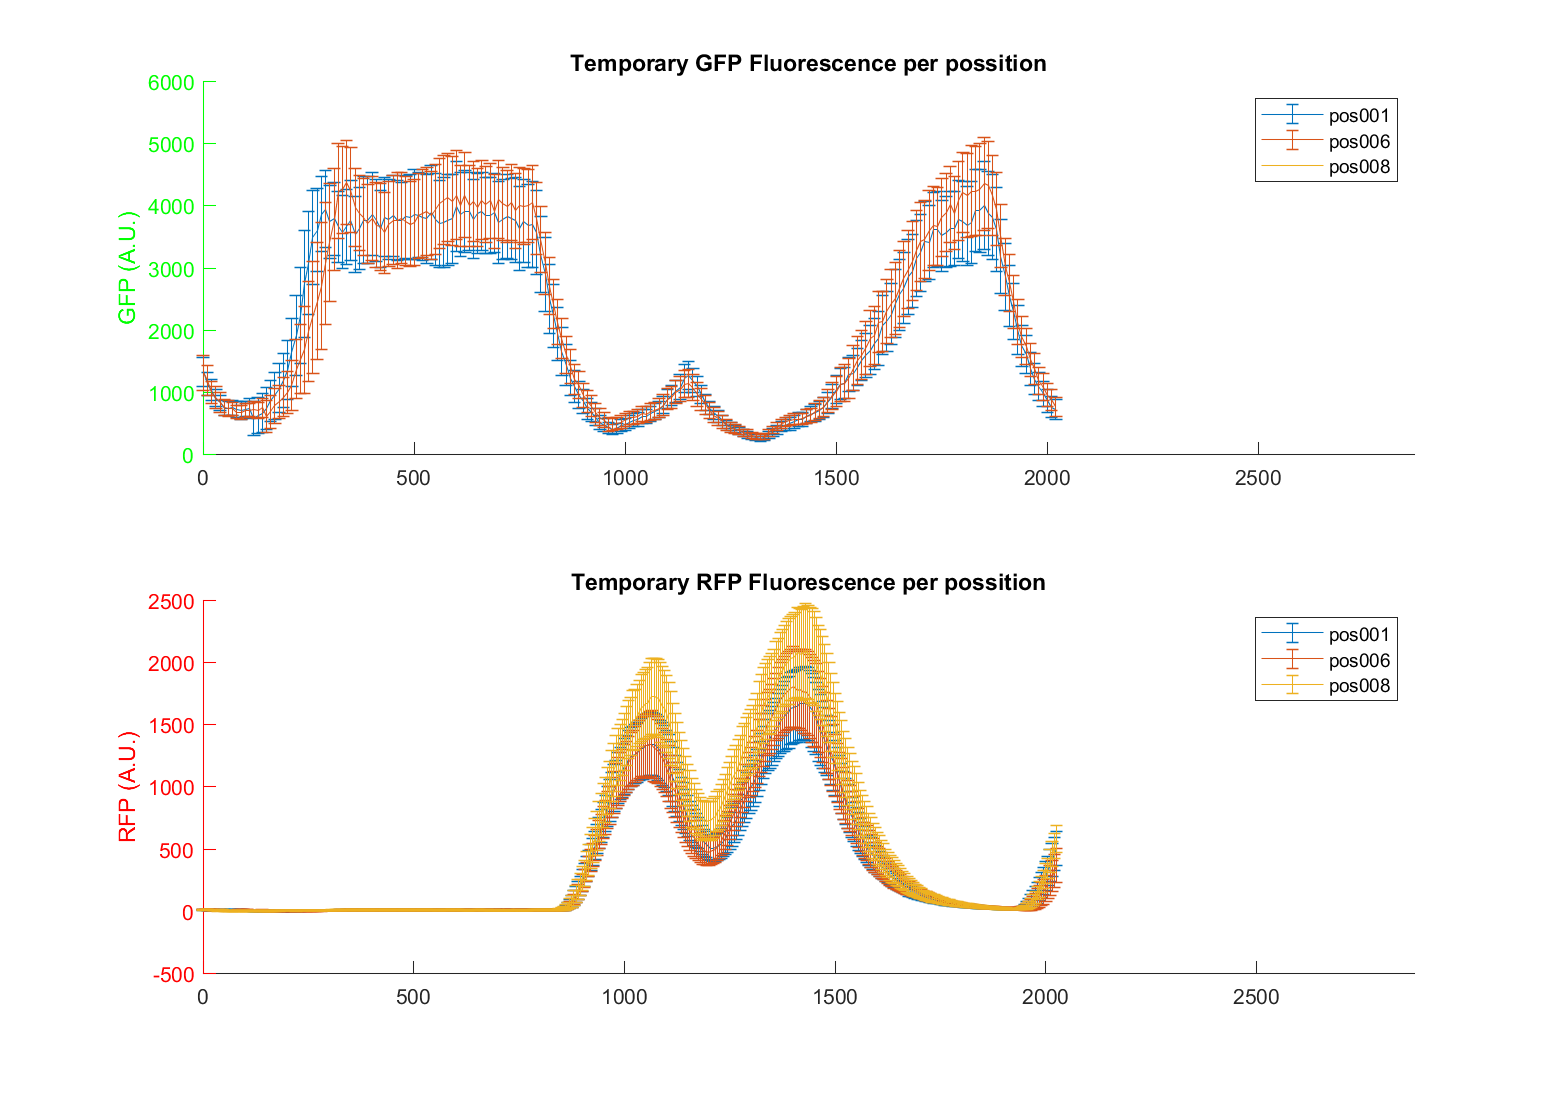 Temporary GFP Fluorescence per possition
6000
5000
4000
3000
2000
1000
0
GFP (A.U.)
pos001
pos006
pos008
0 500 1000 1500 2000 2500
Temporary RFP Fluorescence per possition
2500
2000
1500
1000
500
0
-500
RFP (A.U.)
pos001
pos006
pos008
0 500 1000 1500 2000 2500